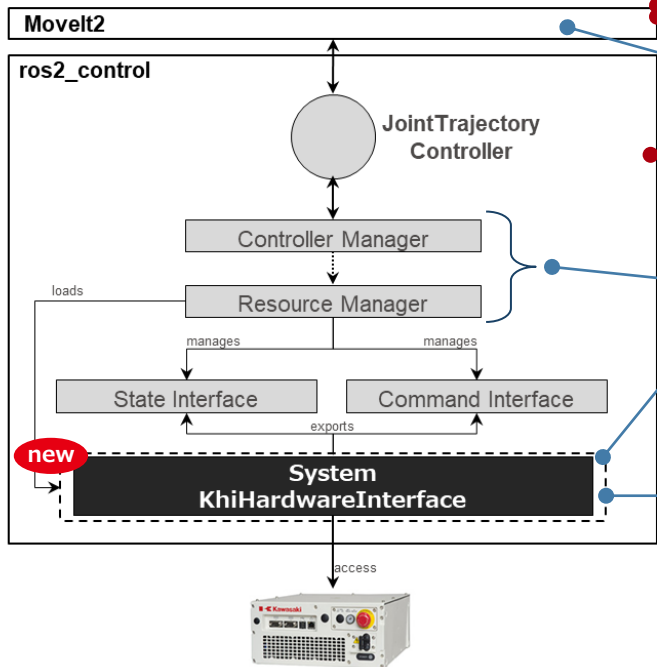 MoveIt2
ros2_control
JointTrajectory
Controller
Controller Manager
loads
Resource Manager
manages
manages
State Interface
Command Interface
exports
new
System
KhiHardwareInterface
access
Kawasaki